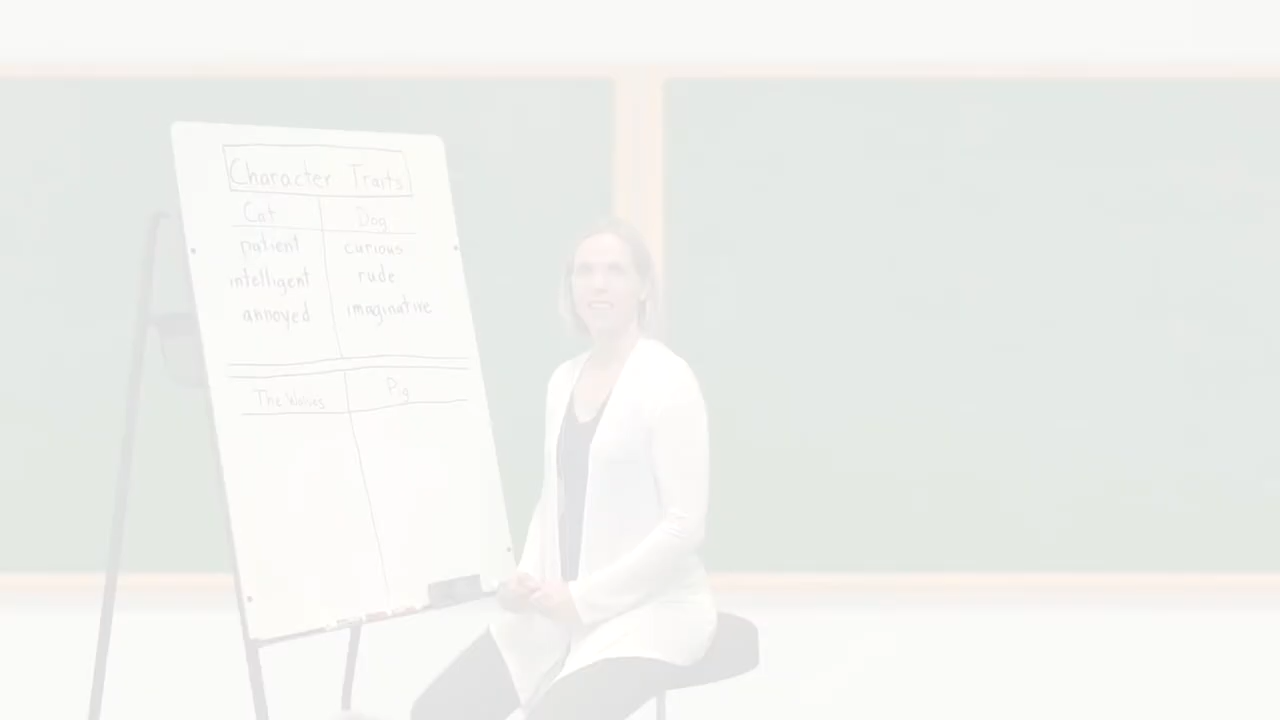 Character Traits
Cat Dog
patient curious
intelligent rude
annoyed imaginative
The Wolves Pig